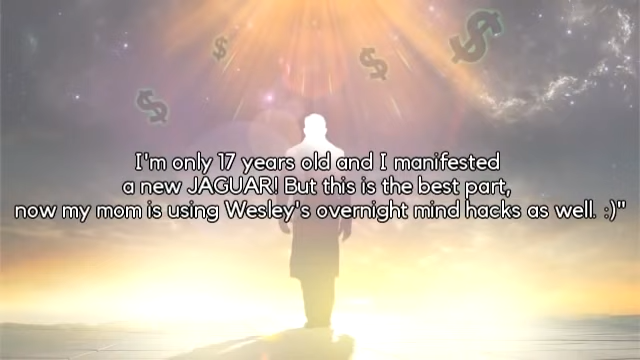 I'm only 17 years old and I manifested
a new JAGUAR! But this is the best part,
now my mom is using Wesley's overnight mind hacks as well. :)"